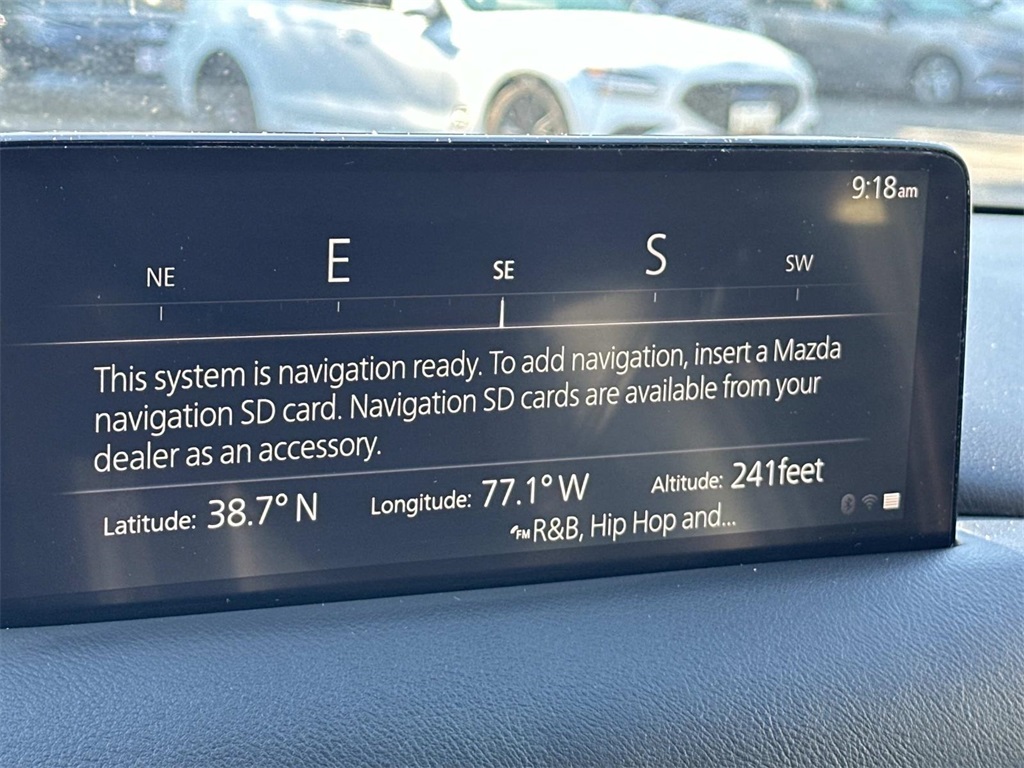 9:18am
NE E SE S SW
This system is navigation ready. To add navigation, insert a Mazda
navigation SD card. Navigation SD cards are available from your
dealer as an accessory.
Latitude: 38.7° N Longitude: 77.1° W Altitude: 241feet
FM R&B, Hip Hop and...